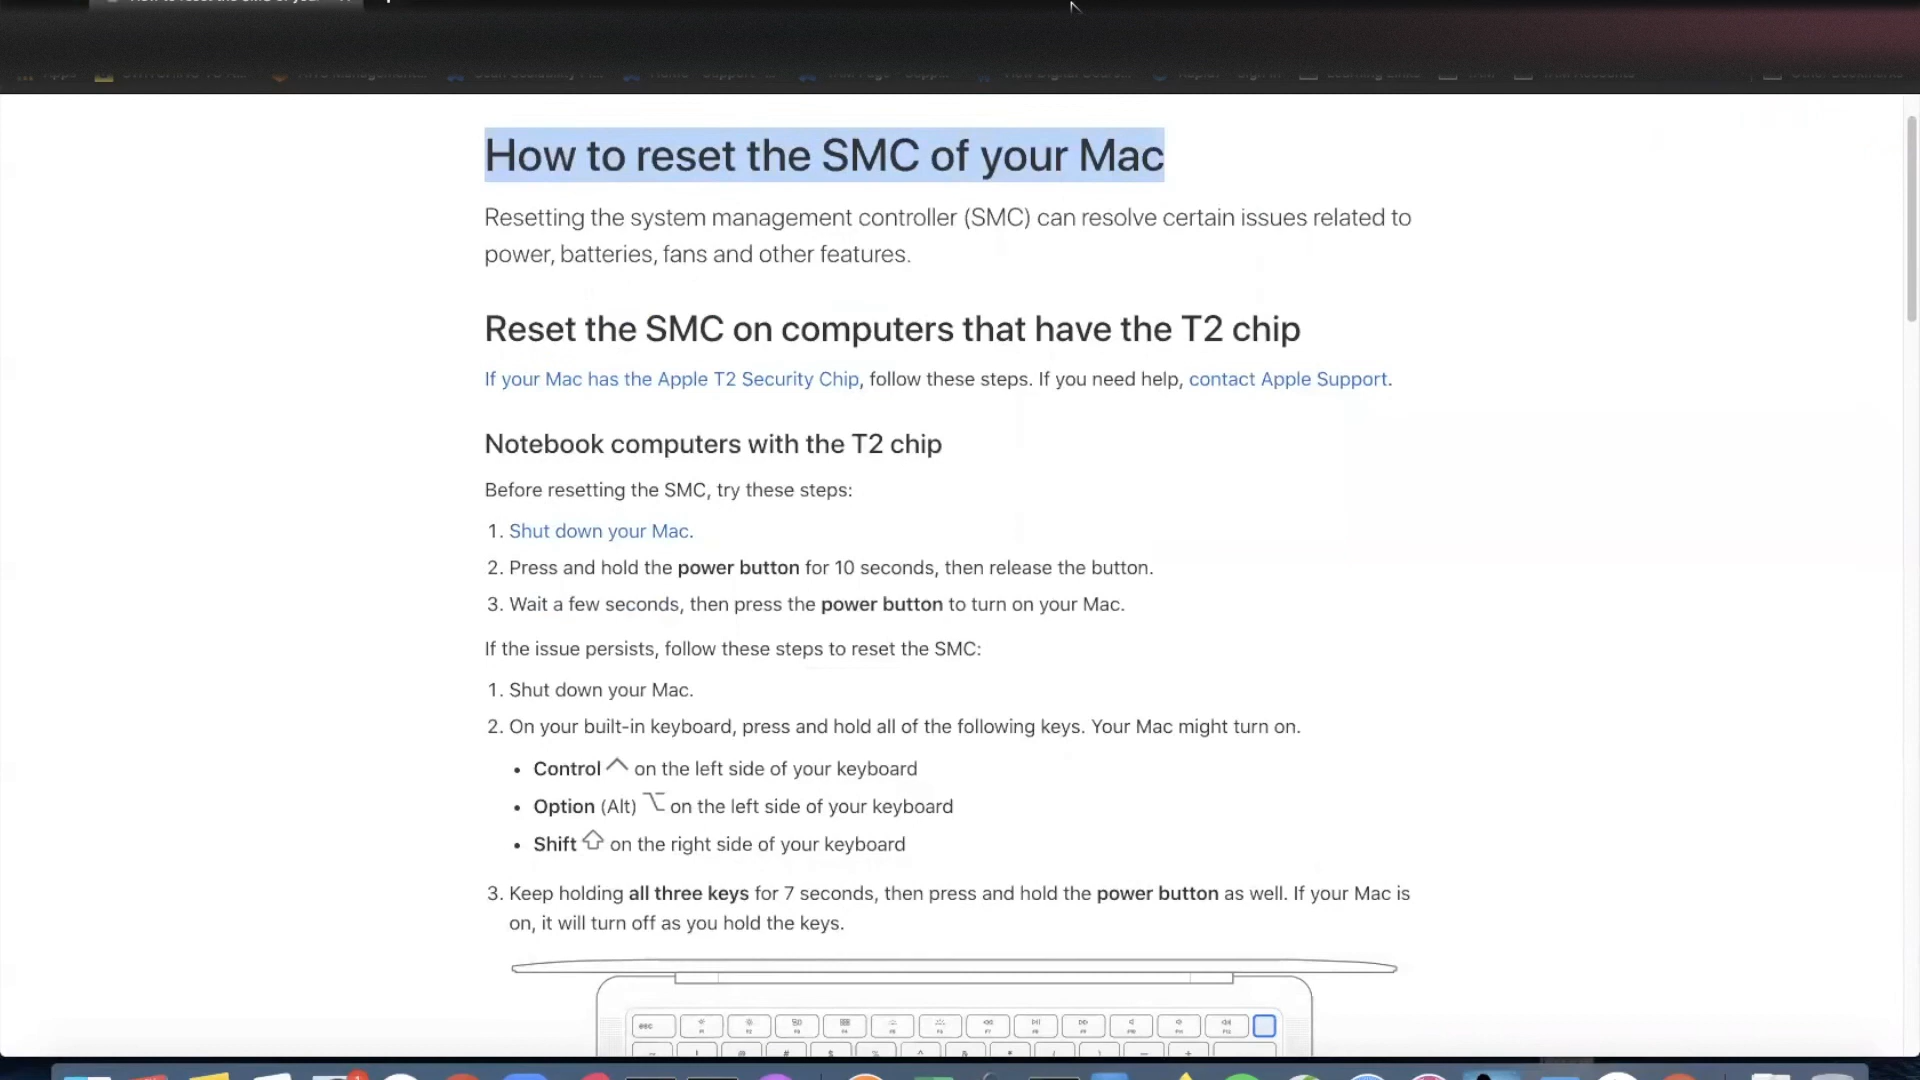 How to reset the SMC of your Mac
Resetting the system management controller (SMC) can resolve certain issues related to
power, batteries, fans and other features.
Reset the SMC on computers that have the T2 chip
If your Mac has the Apple T2 Security Chip, follow these steps. If you need help, contact Apple Support.
Notebook computers with the T2 chip
Before resetting the SMC, try these steps:
1. Shut down your Mac.
2. Press and hold the power button for 10 seconds, then release the button.
3. Wait a few seconds, then press the power button to turn on your Mac.
If the issue persists, follow these steps to reset the SMC:
1. Shut down your Mac.
2. On your built-in keyboard, press and hold all of the following keys. Your Mac might turn on.
• Control on the left side of your keyboard
• Option (Alt) on the left side of your keyboard
• Shift on the right side of your keyboard
3. Keep holding all three keys for 7 seconds, then press and hold the power button as well. If your Mac is
on, it will turn off as you hold the keys.
esc